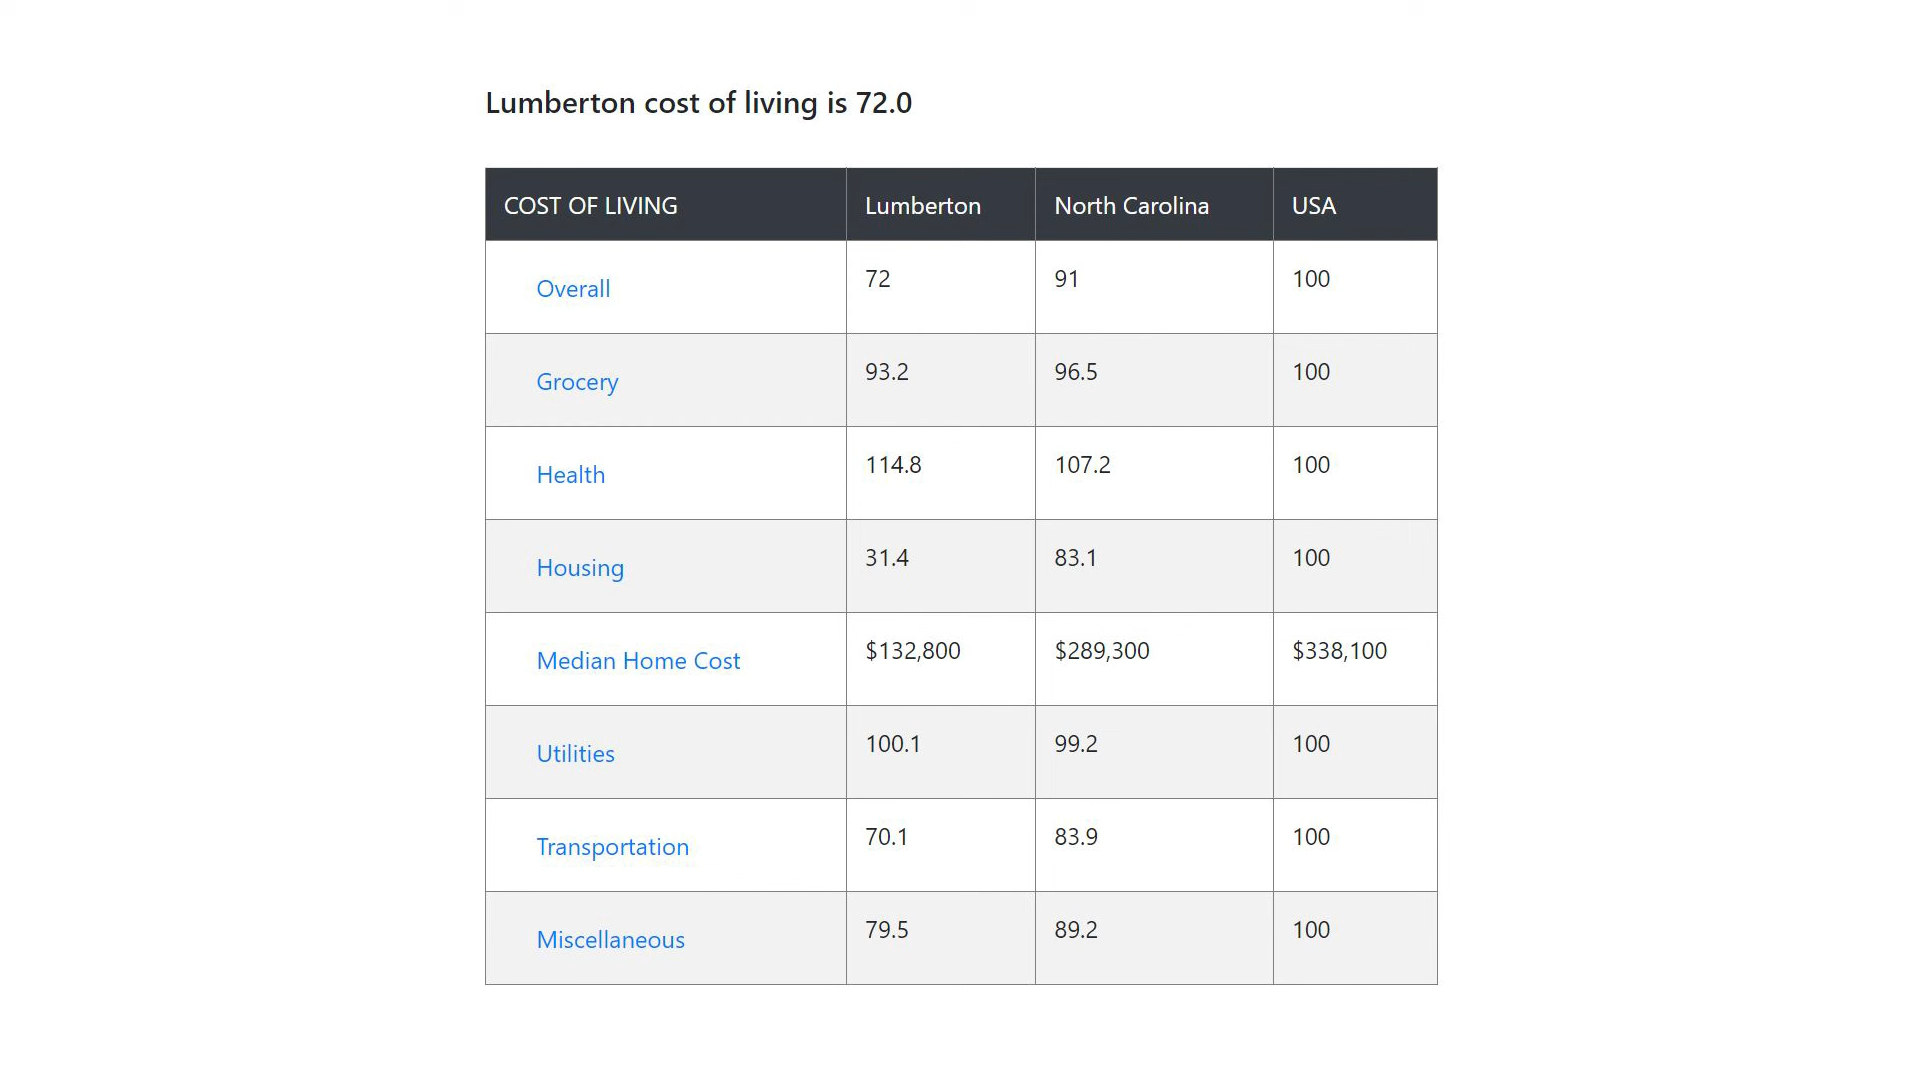 Lumberton cost of living is 72.0
COST OF LIVING Lumberton North Carolina USA
Overall 72 91 100
Grocery 93.2 96.5 100
Health 114.8 107.2 100
Housing 31.4 83.1 100
Median Home Cost $132,800 $289,300 $338,100
Utilities 100.1 99.2 100
Transportation 70.1 83.9 100
Miscellaneous 79.5 89.2 100